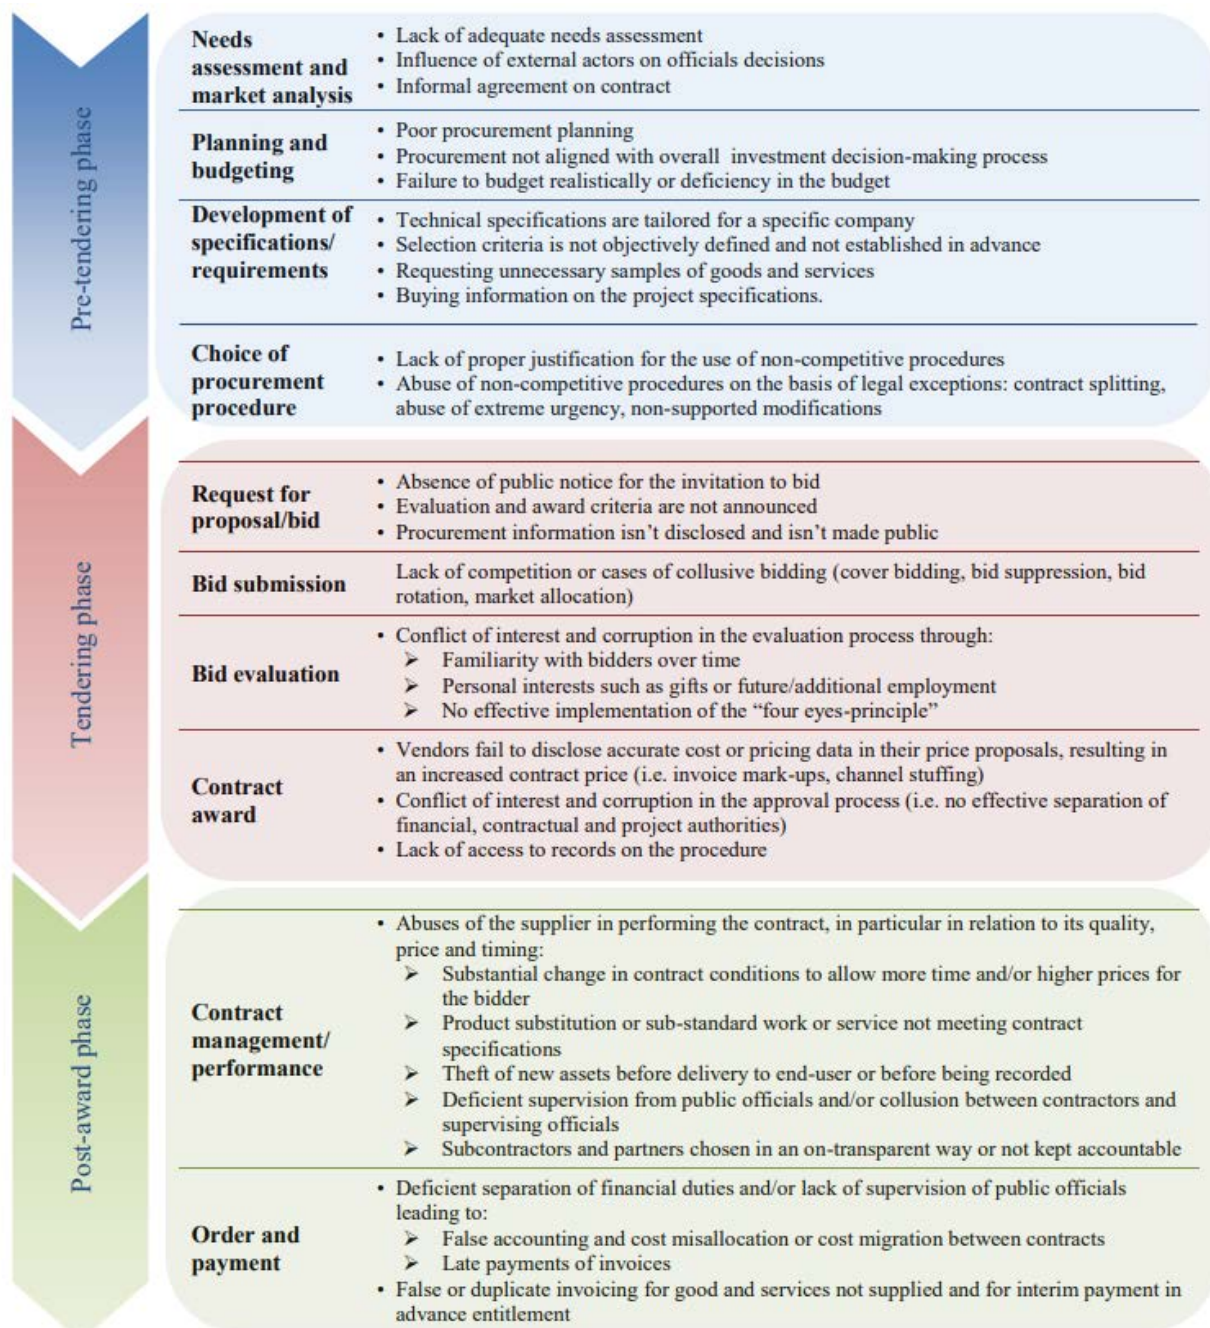 Pre-tendering phase
Needs
assessment and
market analysis
• Lack of adequate needs assessment
• Influence of external actors on officials decisions
• Informal agreement on contract
Planning and
budgeting
• Poor procurement planning
• Procurement not aligned with overall investment decision-making process
• Failure to budget realistically or deficiency in the budget
Development of
specifications/
requirements
• Technical specifications are tailored for a specific company
• Selection criteria is not objectively defined and not established in advance
• Requesting unnecessary samples of goods and services
• Buying information on the project specifications.
Choice of
procurement
procedure
• Lack of proper justification for the use of non-competitive procedures
• Abuse of non-competitive procedures on the basis of legal exceptions: contract splitting,
abuse of extreme urgency, non-supported modifications
Tendering phase
Request for
proposal/bid
• Absence of public notice for the invitation to bid
• Evaluation and award criteria are not announced
• Procurement information isn’t disclosed and isn’t made public
Bid submission
Lack of competition or cases of collusive bidding (cover bidding, bid suppression, bid
rotation, market allocation)
Bid evaluation
• Conflict of interest and corruption in the evaluation process through:
➢ Familiarity with bidders over time
➢ Personal interests such as gifts or future/additional employment
➢ No effective implementation of the “four eyes-principle”
Contract
award
• Vendors fail to disclose accurate cost or pricing data in their price proposals, resulting in
an increased contract price (i.e. invoice mark-ups, channel stuffing)
• Conflict of interest and corruption in the approval process (i.e. no effective separation of
financial, contractual and project authorities)
• Lack of access to records on the procedure
Post-award phase
Contract
management/
performance
• Abuses of the supplier in performing the contract, in particular in relation to its quality,
price and timing:
➢ Substantial change in contract conditions to allow more time and/or higher prices for
the bidder
➢ Product substitution or sub-standard work or service not meeting contract
specifications
➢ Theft of new assets before delivery to end-user or before being recorded
➢ Deficient supervision from public officials and/or collusion between contractors and
supervising officials
➢ Subcontractors and partners chosen in an on-transparent way or not kept accountable
Order and
payment
• Deficient separation of financial duties and/or lack of supervision of public officials
leading to:
➢ False accounting and cost misallocation or cost migration between contracts
➢ Late payments of invoices
• False or duplicate invoicing for good and services not supplied and for interim payment in
advance entitlement